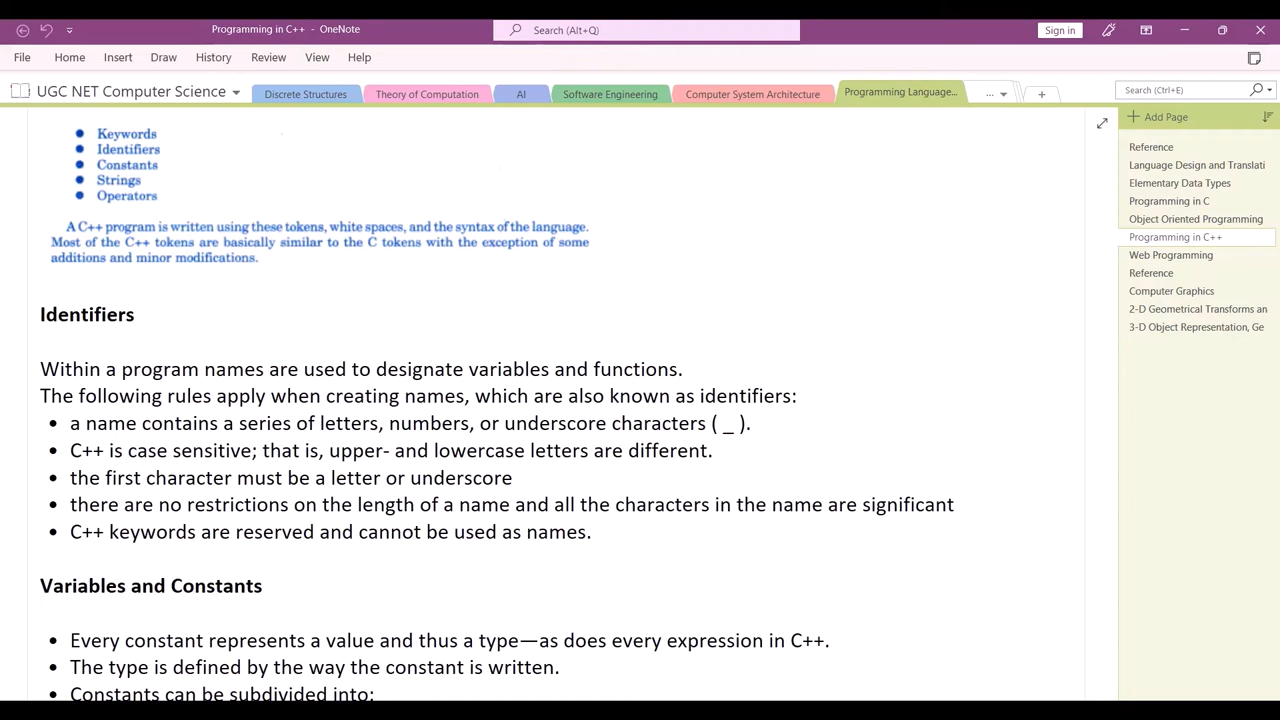 Programming in C++ - OneNote
Search (Alt+Q)
Sign in
File Home Insert Draw History Review View Help
UGC NET Computer Science
Discrete Structures
Theory of Computation
AI
Software Engineering
Computer System Architecture
Programming Language...
...
Search (Ctrl+E)
● Keywords
● Identifiers
● Constants
● Strings
● Operators
A C++ program is written using these tokens, white spaces, and the syntax of the language.
Most of the C++ tokens are basically similar to the C tokens with the exception of some
additions and minor modifications.
Identifiers
Within a program names are used to designate variables and functions.
The following rules apply when creating names, which are also known as identifiers:
• a name contains a series of letters, numbers, or underscore characters ( _ ).
• C++ is case sensitive; that is, upper- and lowercase letters are different.
• the first character must be a letter or underscore
• there are no restrictions on the length of a name and all the characters in the name are significant
• C++ keywords are reserved and cannot be used as names.
Variables and Constants
• Every constant represents a value and thus a type—as does every expression in C++.
• The type is defined by the way the constant is written.
• Constants can be subdivided into:
Add Page
Reference
Language Design and Translati
Elementary Data Types
Programming in C
Object Oriented Programming
Programming in C++
Web Programming
Reference
Computer Graphics
2-D Geometrical Transforms an
3-D Object Representation, Ge